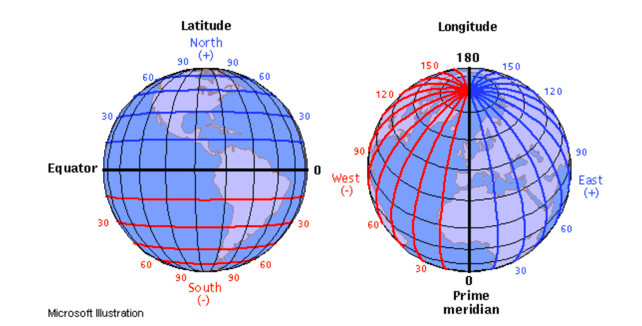 Latitude
North
(+)
90 90
60 60
30 30
Equator 0
30 30
60 60
90 90
South
(-)
Microsoft Illustration
Longitude
180
150 150
120 120
90 90
West
(-)
East
(+)
60 60
30 30
0
Prime
meridian